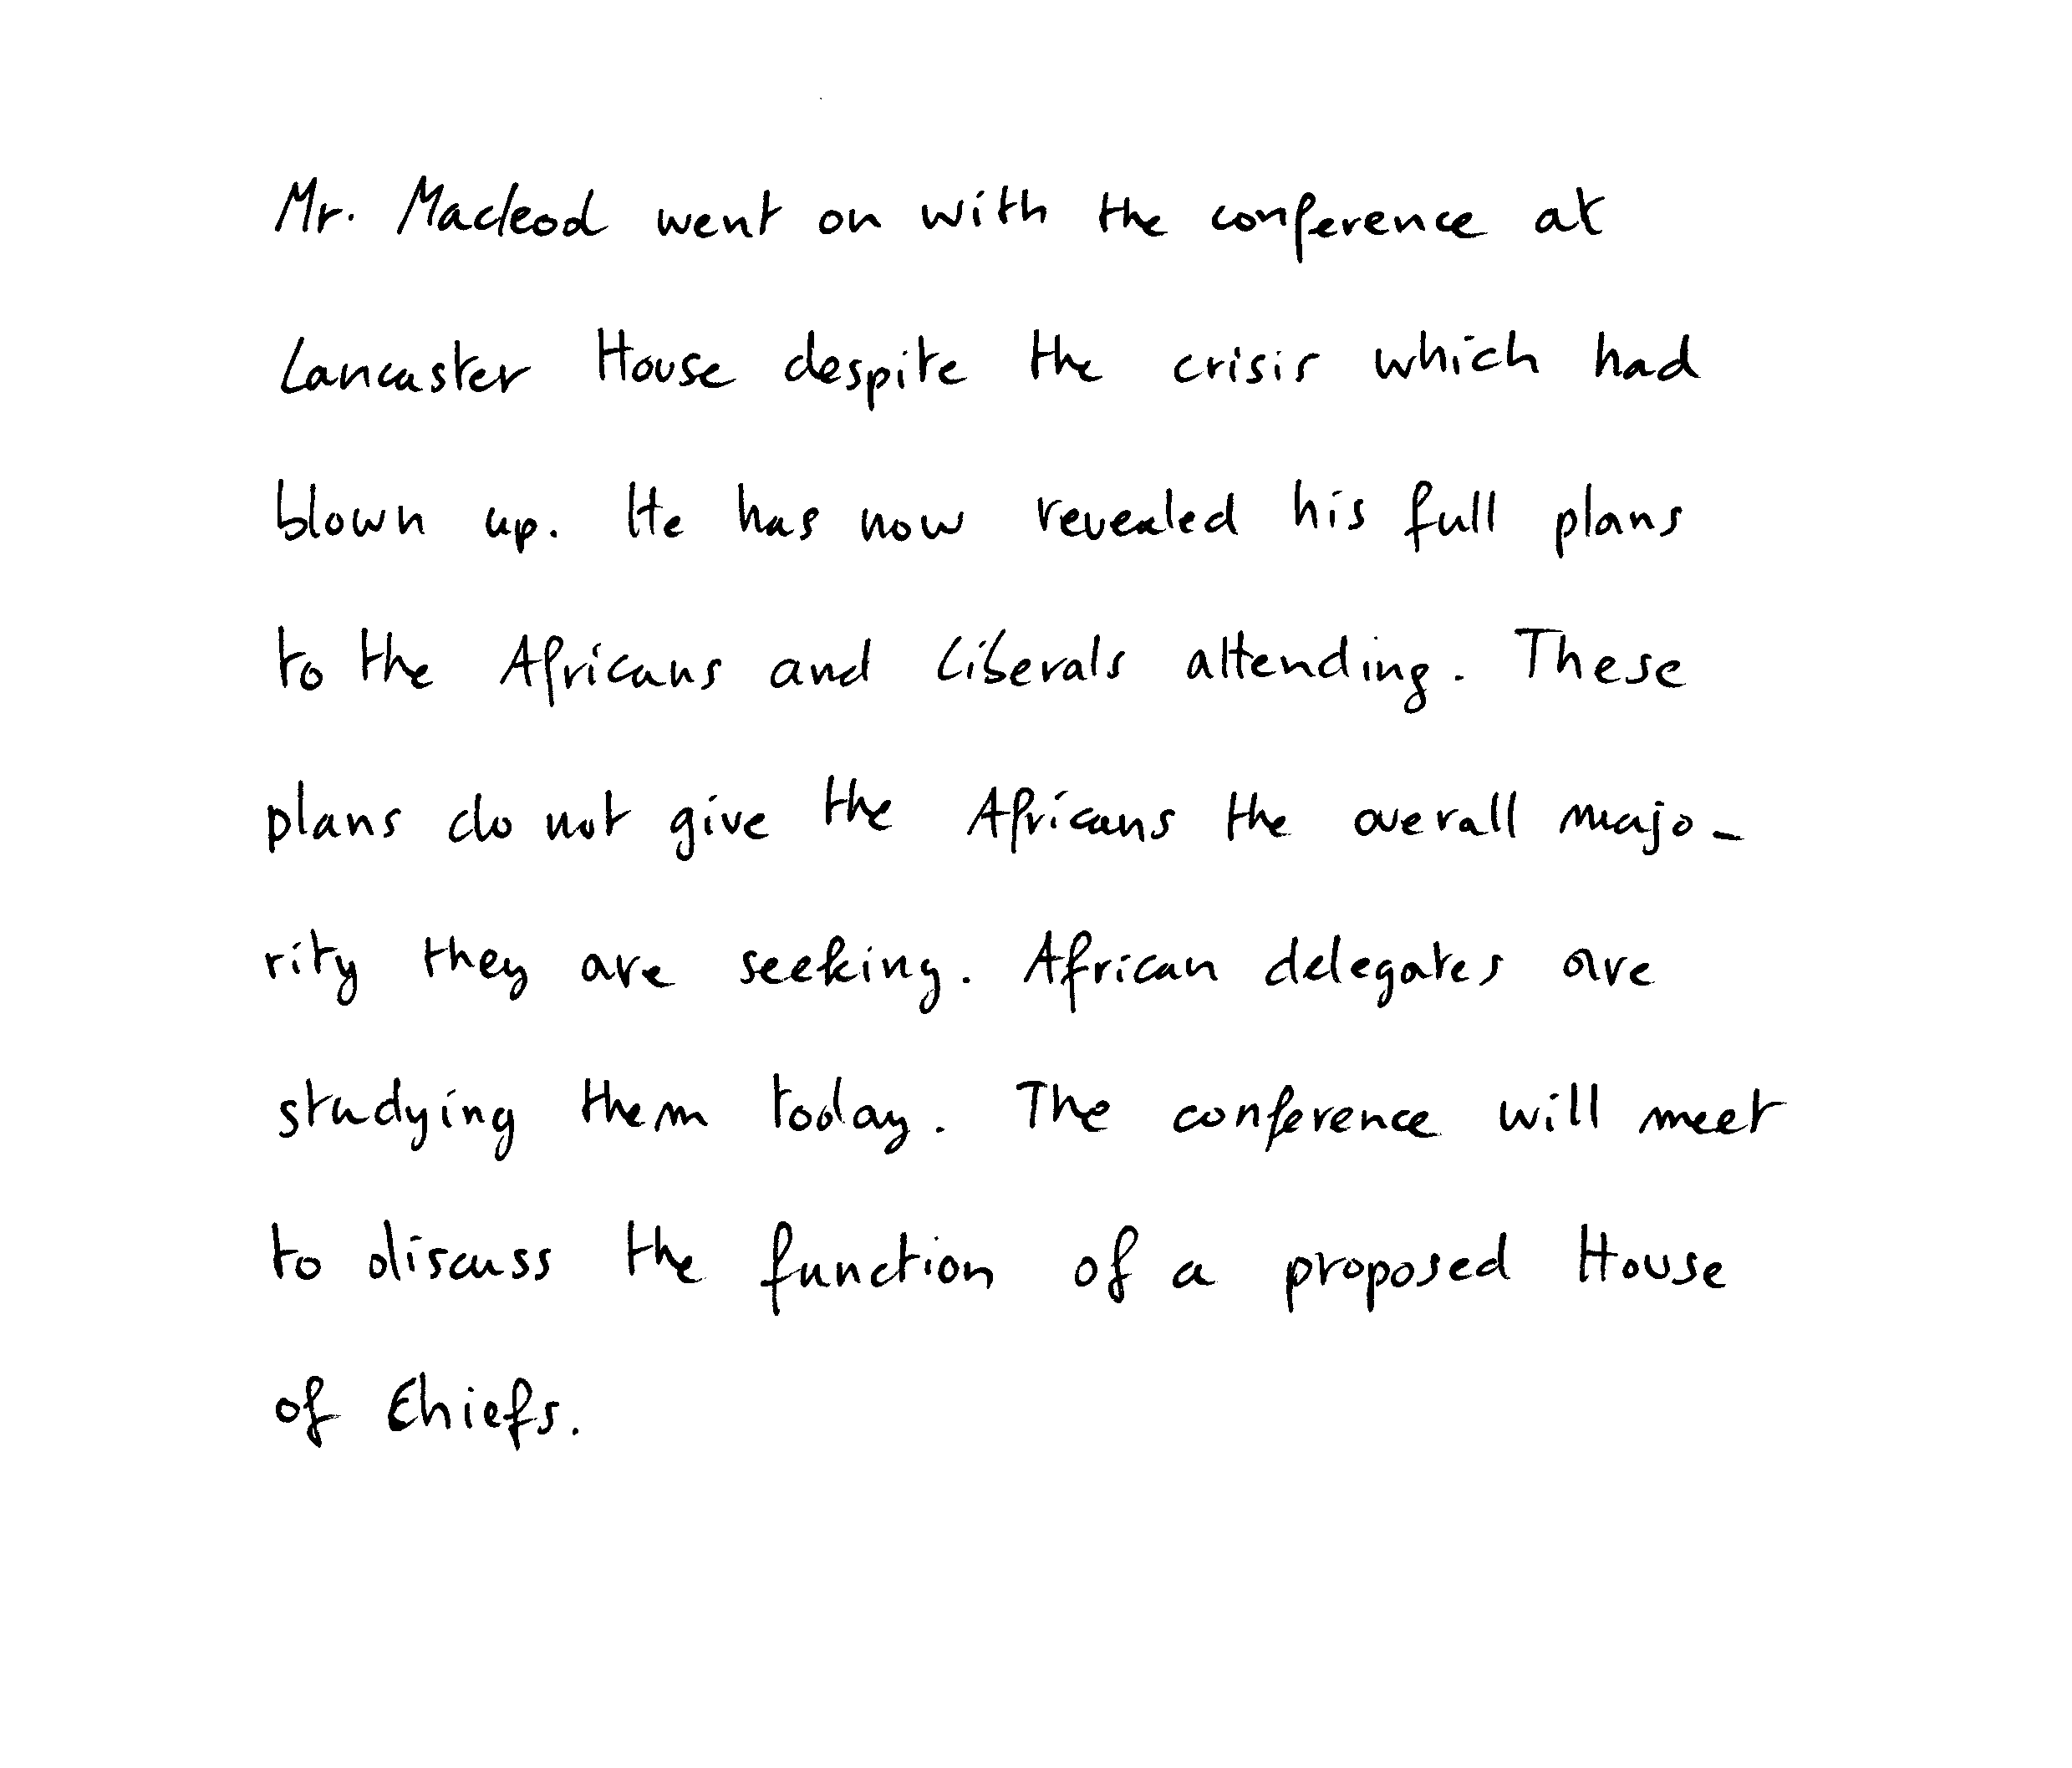 Mr. Macleod went on with the conference at
Lancaster House despite the crisis which had
blown up. He has now revealed his full plans
to the Africans and Liberals attending. These
plans do not give the Africans the overall majo-
rity they are seeking. African delegates are
studying them today. The conference will meet
to discuss the function of a proposed House
of Chiefs.